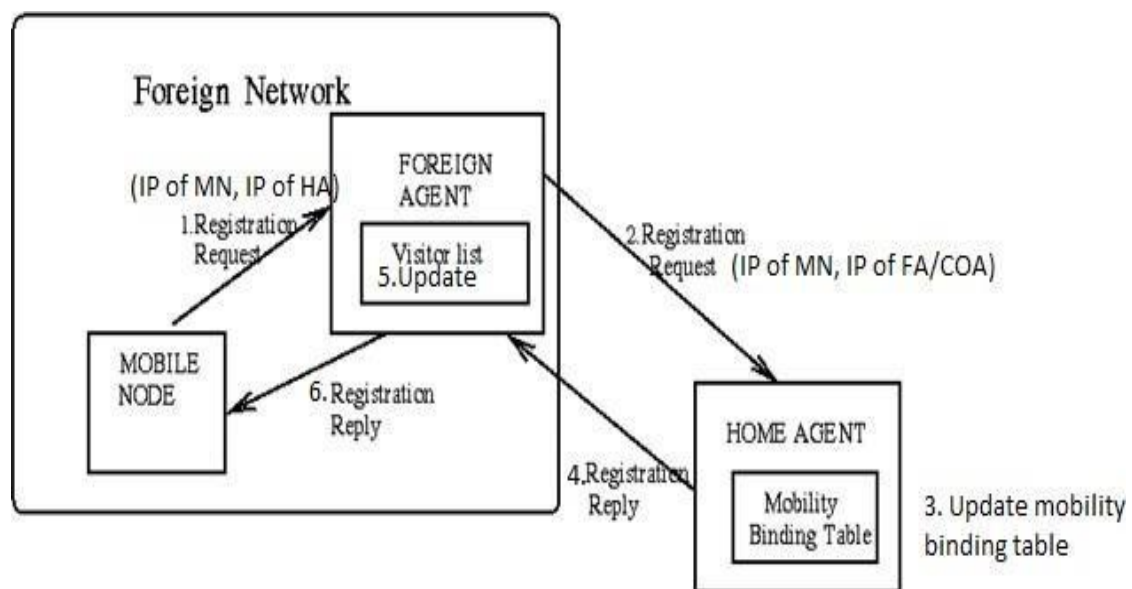 Foreign Network
FOREIGN
AGENT
(IP of MN, IP of HA)
1.Registration
Request
Visitor list
5.Update
2.Registration
Request (IP of MN, IP of FA/COA)
MOBILE
NODE
6.Registration
Reply
4.Registration
Reply
HOME AGENT
Mobility
Binding Table
3. Update mobility
binding table